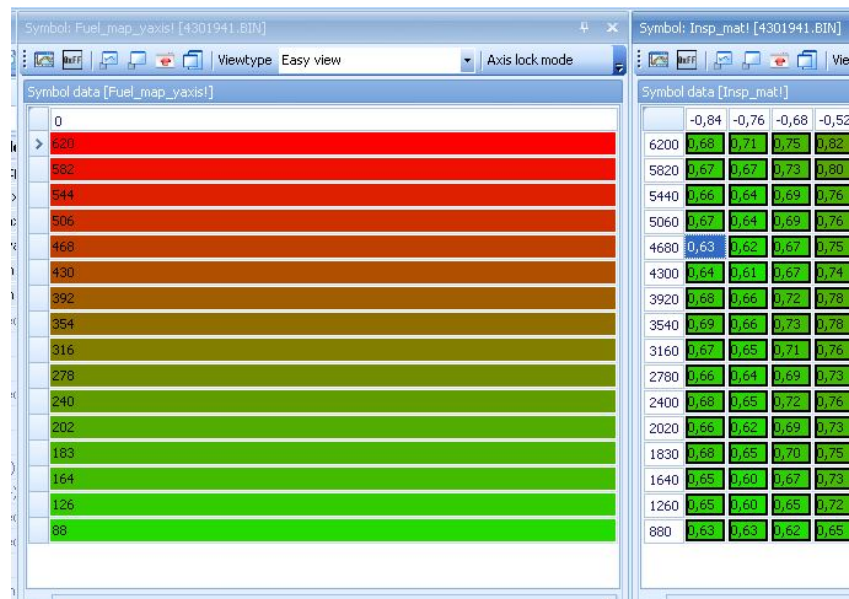 Symbol: Fuel_map_yaxis! [4301941.BIN]
Viewtype Easy view Axis lock mode
Symbol data [Fuel_map_yaxis!]
0
620
582
544
506
468
430
392
354
316
278
240
202
183
164
126
88
Symbol: Insp_mat! [4301941.BIN]
0xFF Vie
Symbol data [Insp_mat!]
-0,84 -0,76 -0,68 -0,52
6200 0,68 0,71 0,75 0,82
5820 0,67 0,67 0,73 0,80
5440 0,66 0,64 0,69 0,76
5060 0,67 0,64 0,69 0,76
4680 0,63 0,62 0,67 0,75
4300 0,64 0,61 0,67 0,74
3920 0,68 0,66 0,72 0,78
3540 0,69 0,66 0,73 0,78
3160 0,67 0,65 0,71 0,76
2780 0,66 0,64 0,69 0,73
2400 0,68 0,65 0,72 0,76
2020 0,66 0,62 0,69 0,73
1830 0,68 0,65 0,70 0,75
1640 0,65 0,60 0,67 0,73
1260 0,65 0,60 0,65 0,72
880 0,63 0,63 0,62 0,65